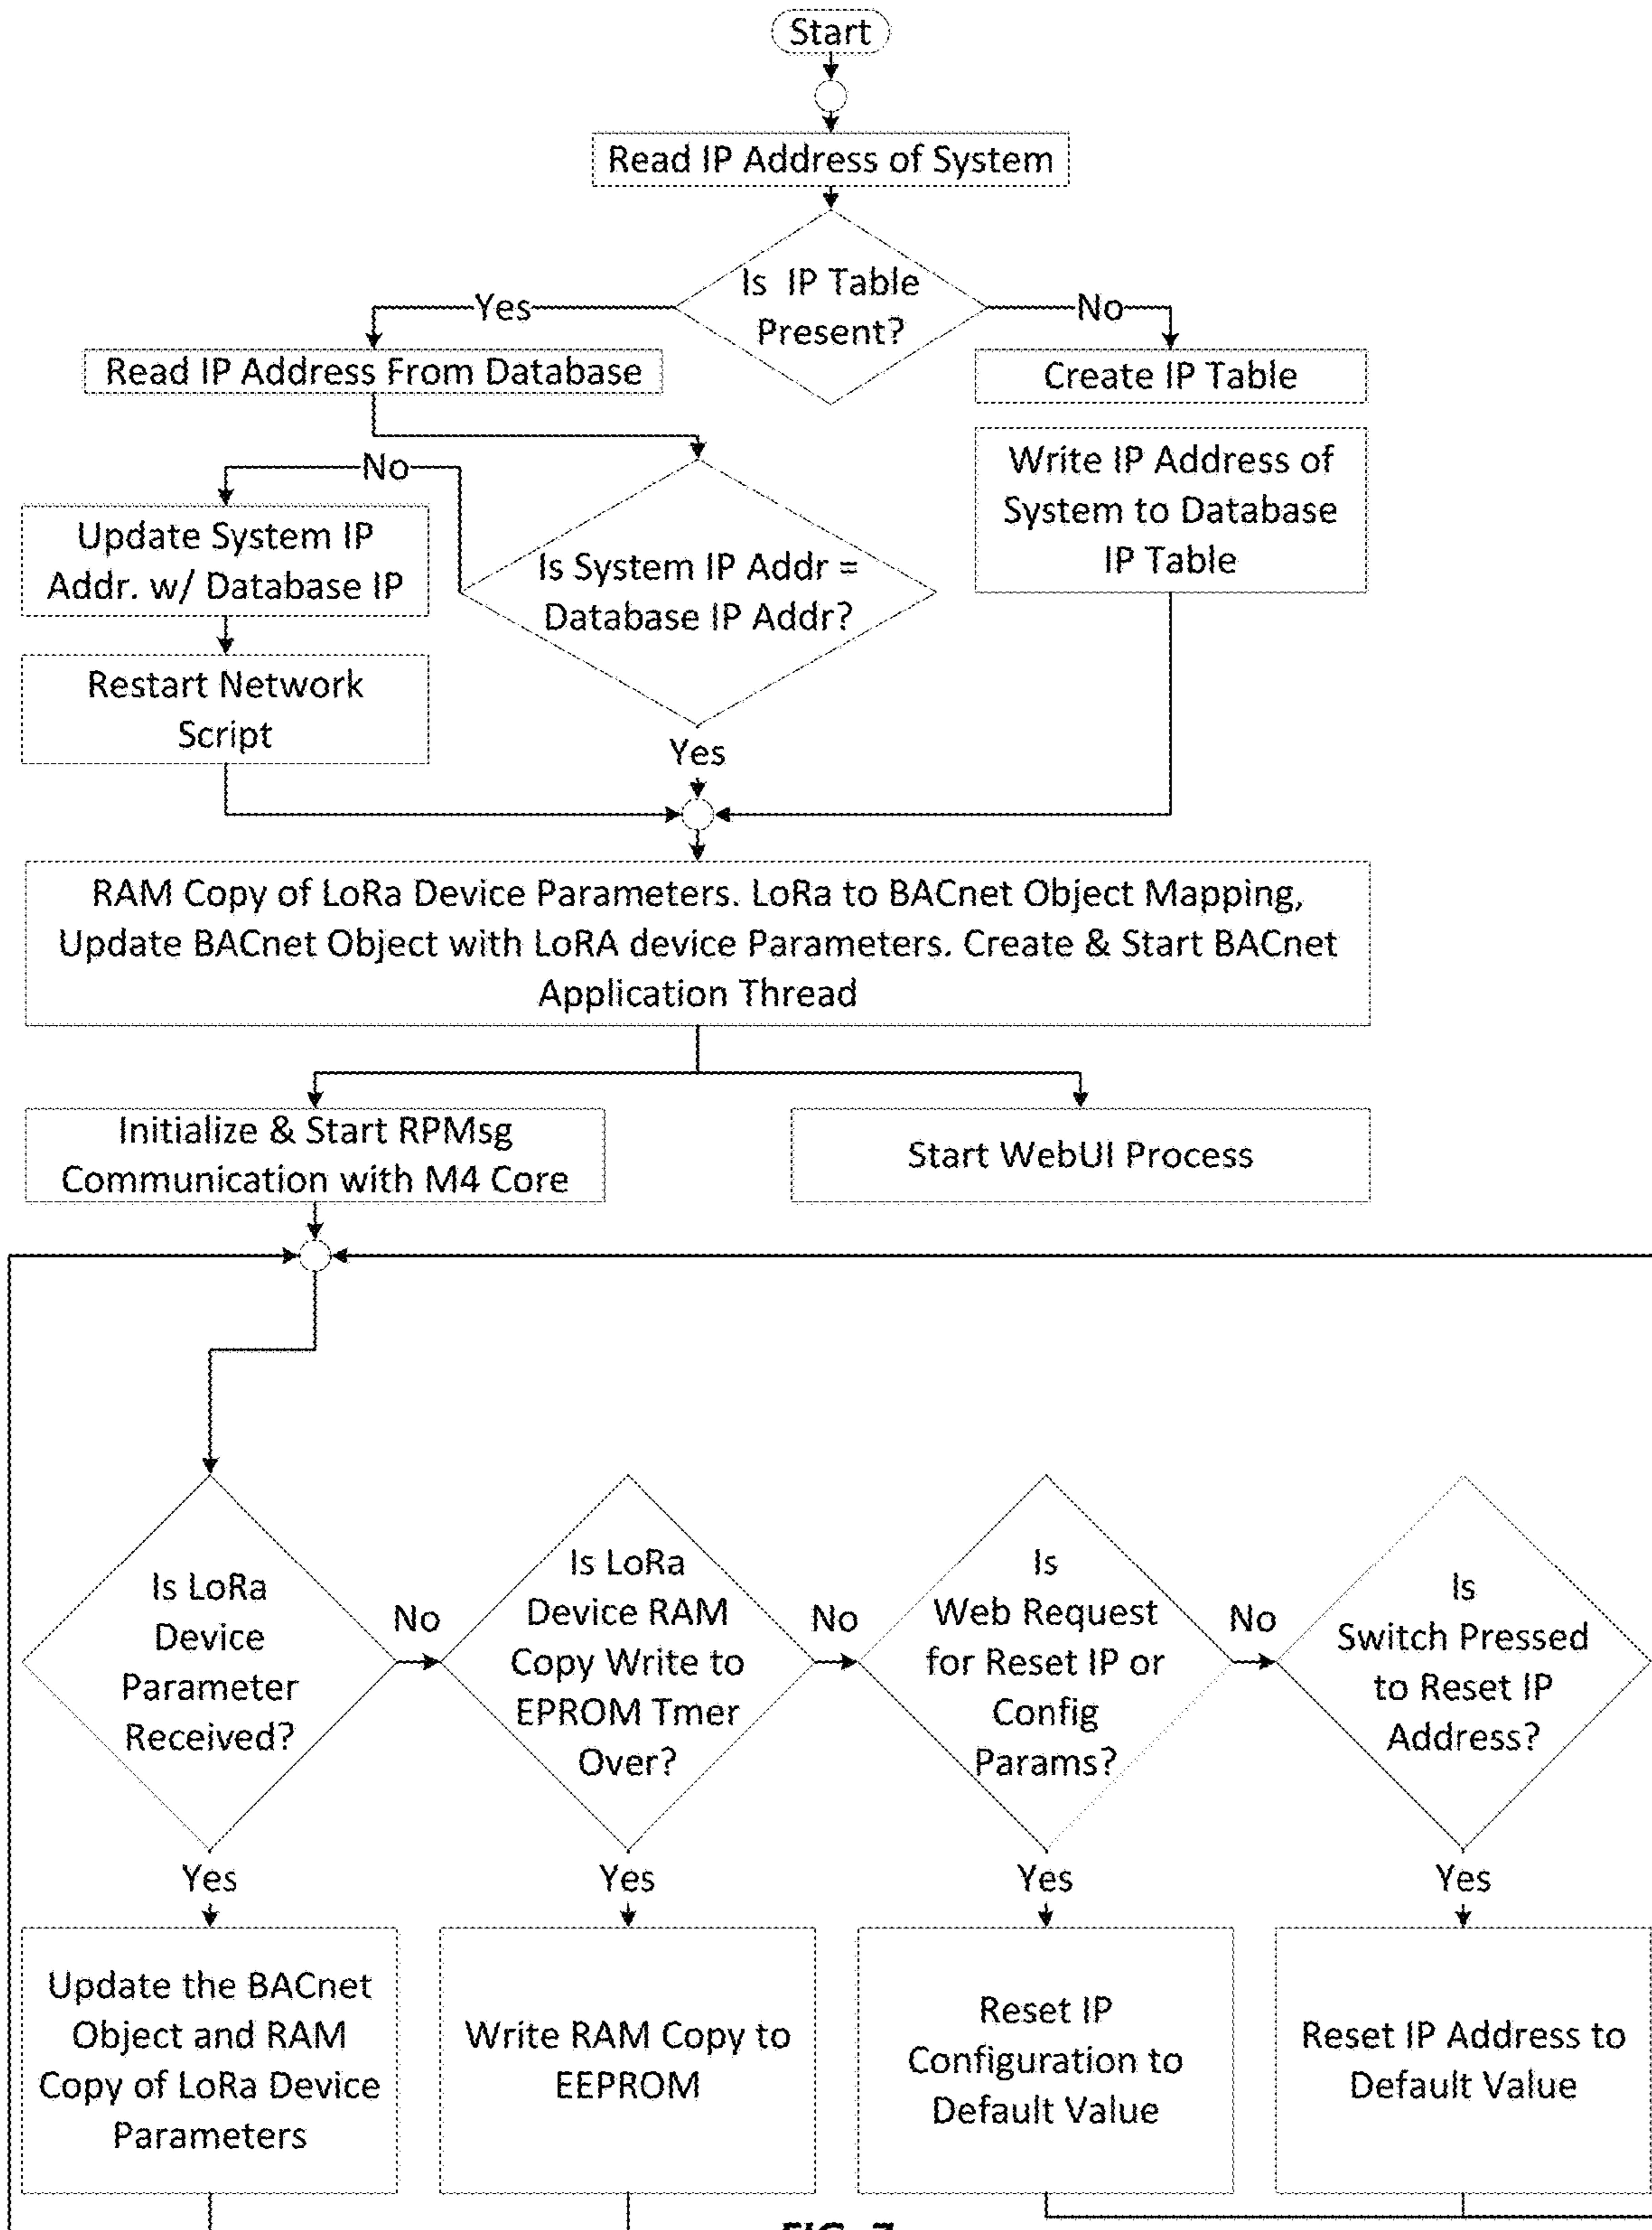 Start
Read IP Address of System
Is IP Table
Present?
Yes
No
Read IP Address From Database
Create IP Table
No
Write IP Address of
System to Database
IP Table
Update System IP
Addr. w/ Database IP
Is System IP Addr =
Database IP Addr?
Restart Network
Script
Yes
RAM Copy of LoRa Device Parameters. LoRa to BACnet Object Mapping,
Update BACnet Object with LoRA device Parameters. Create & Start BACnet
Application Thread
Initialize & Start RPMsg
Communication with M4 Core
Start WebUI Process
Is LoRa
Device
Parameter
Received?
No
Is LoRa
Device RAM
Copy Write to
EPROM Tmer
Over?
No
Is
Web Request
for Reset IP or
Config
Params?
No
Is
Switch Pressed
to Reset IP
Address?
Yes
Yes
Yes
Yes
Update the BACnet
Object and RAM
Copy of LoRa Device
Parameters
Write RAM Copy to
EEPROM
Reset IP
Configuration to
Default Value
Reset IP Address to
Default Value